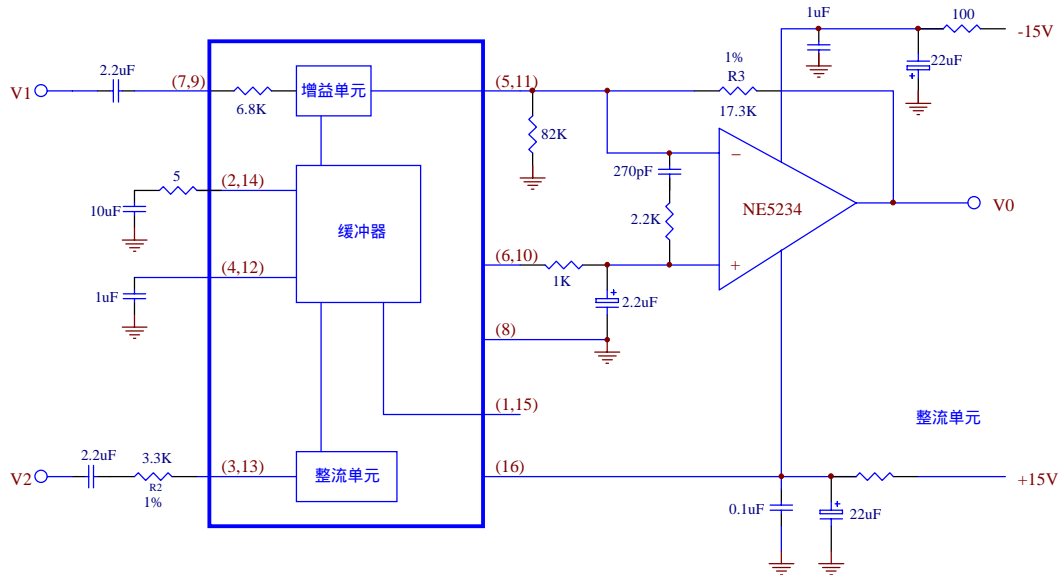 1uF
100
-15V
22uF
1%
R3
17.3K
2.2uF
V1
(7,9)
6.8K
增益单元
(5,11)
82K
270pF
2.2K
NE5234
V0
5
(2,14)
10uF
缓冲器
(4,12)
1uF
(6,10)
1K
2.2uF
(8)
(1,15)
整流单元
V2
2.2uF
3.3K
R2
1%
(3,13)
整流单元
(16)
+15V
0.1uF
22uF